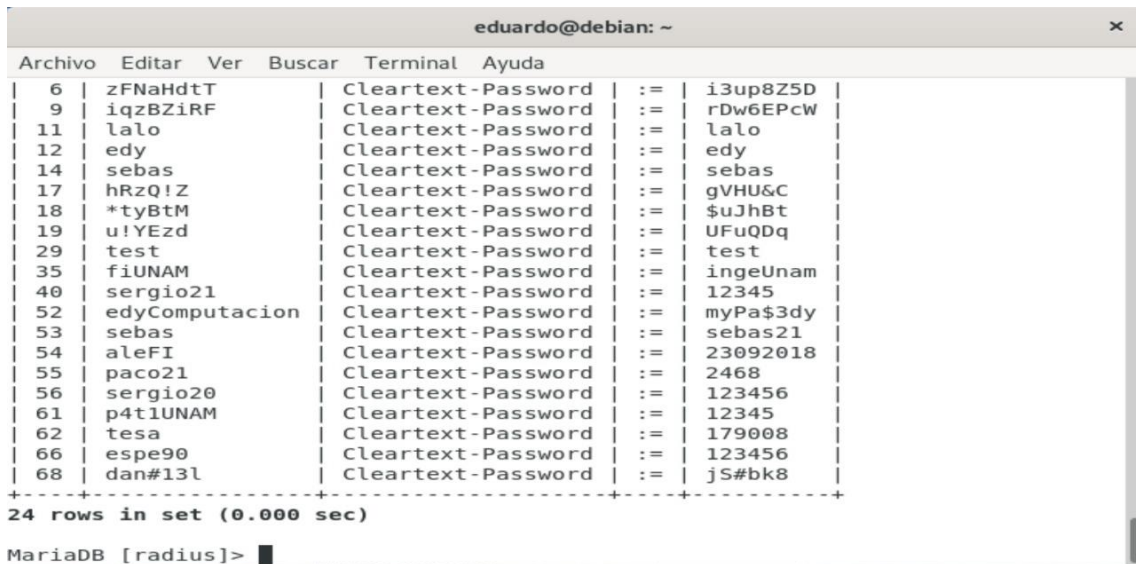 eduardo@debian: ~ ×
Archivo Editar Ver Buscar Terminal Ayuda
| 6 | zFNaHdtT | Cleartext-Password | := | i3up8Z5D |
| 9 | iqzBZiRF | Cleartext-Password | := | rDw6EPcW |
| 11 | lalo | Cleartext-Password | := | lalo |
| 12 | edy | Cleartext-Password | := | edy |
| 14 | sebas | Cleartext-Password | := | sebas |
| 17 | hRzQ!Z | Cleartext-Password | := | gVHU&C |
| 18 | *tyBtM | Cleartext-Password | := | $uJhBt |
| 19 | u!YEzd | Cleartext-Password | := | UFuQDq |
| 29 | test | Cleartext-Password | := | test |
| 35 | fiUNAM | Cleartext-Password | := | ingeUnam |
| 40 | sergio21 | Cleartext-Password | := | 12345 |
| 52 | edyComputacion | Cleartext-Password | := | myPa$3dy |
| 53 | sebas | Cleartext-Password | := | sebas21 |
| 54 | aleFI | Cleartext-Password | := | 23092018 |
| 55 | paco21 | Cleartext-Password | := | 2468 |
| 56 | sergio20 | Cleartext-Password | := | 123456 |
| 61 | p4t1UNAM | Cleartext-Password | := | 12345 |
| 62 | tesa | Cleartext-Password | := | 179008 |
| 66 | espe90 | Cleartext-Password | := | 123456 |
| 68 | dan#13l | Cleartext-Password | := | jS#bk8 |
+----+----------------+--------------------+----+----------+
24 rows in set (0.000 sec)
MariaDB [radius]>